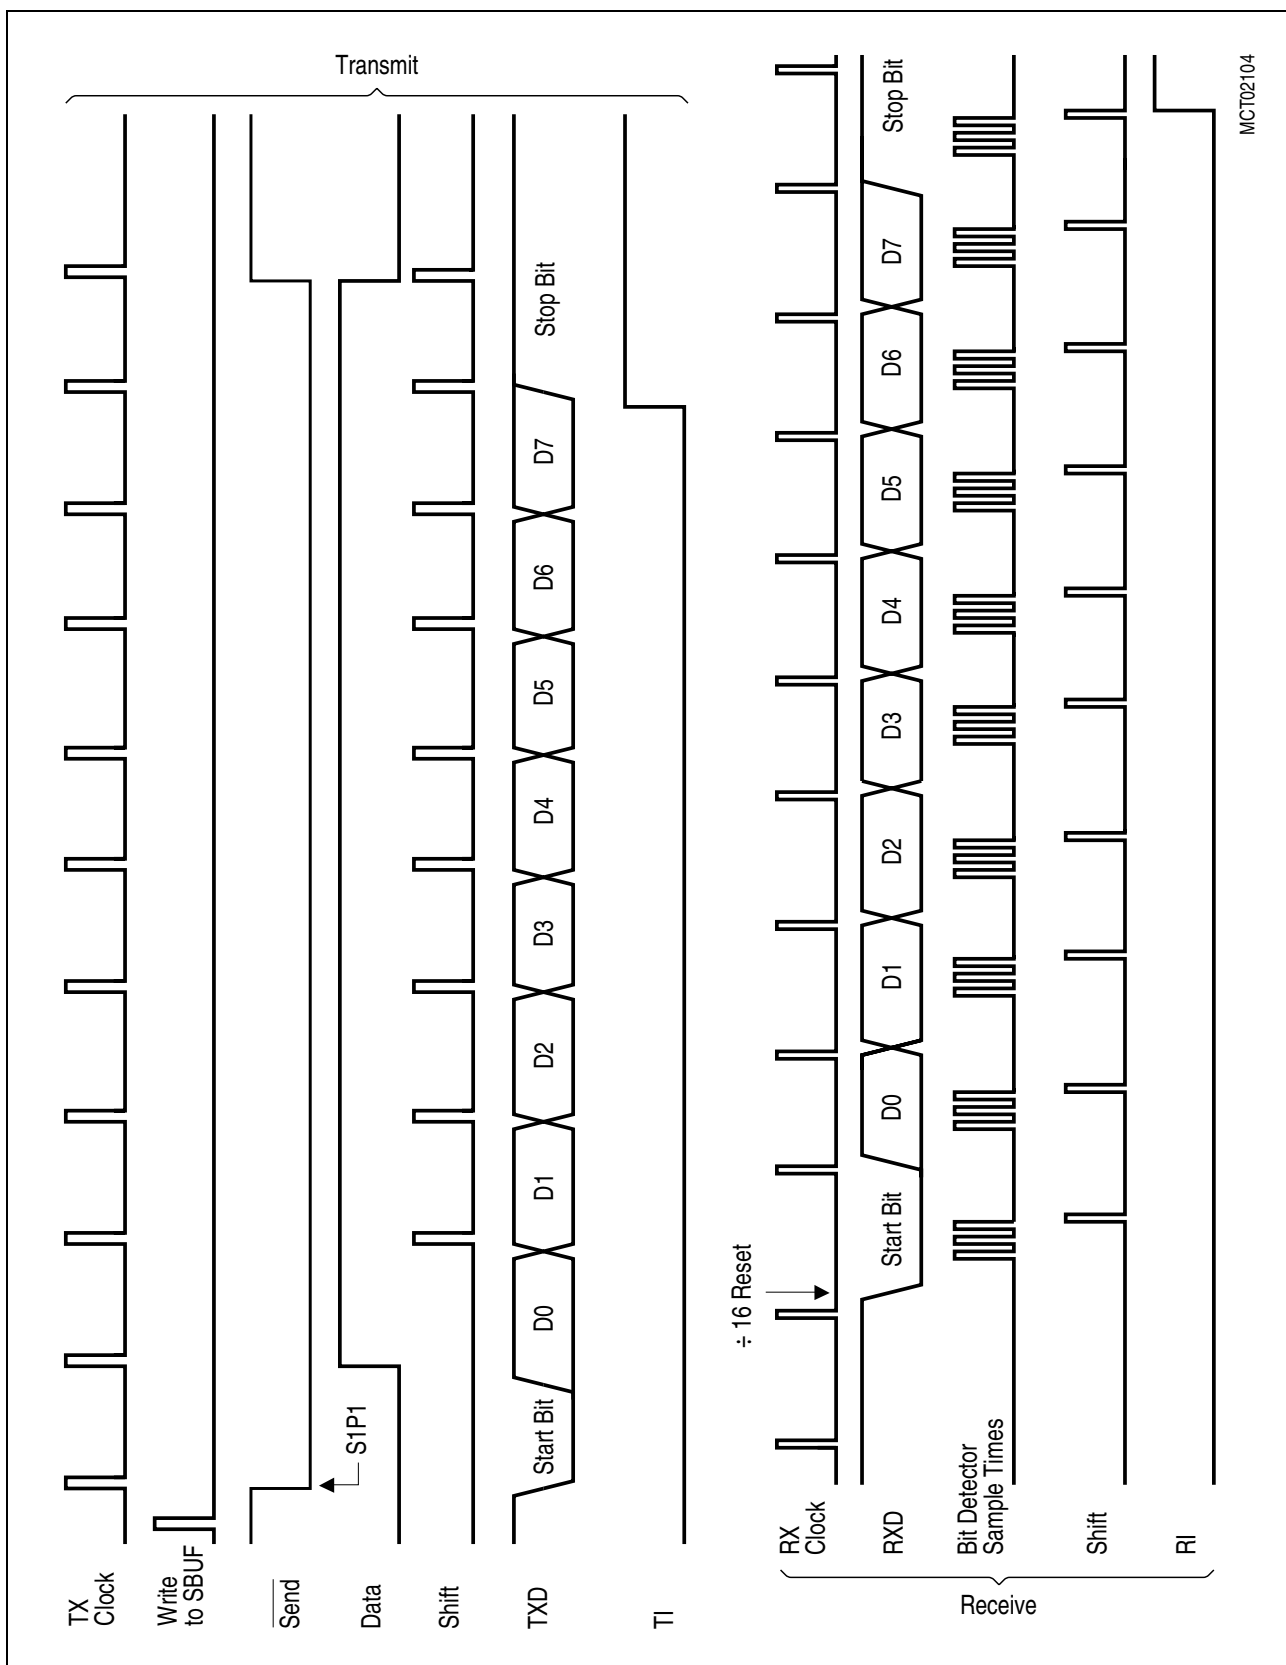 Transmit
TX
Clock
Write
to SBUF
Send
S1P1
Data
Shift
TXD
Start Bit D0 D1 D2 D3 D4 D5 D6 D7 Stop Bit
TI
÷ 16 Reset
RX
Clock
RXD
Start Bit D0 D1 D2 D3 D4 D5 D6 D7 Stop Bit
Bit Detector
Sample Times
Shift
RI
Receive
MCT02104